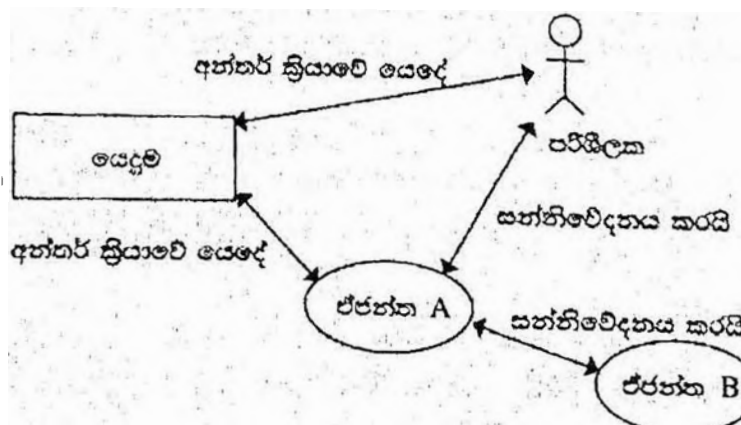 අන්තර් ක්‍රියාවේ යෙදේ
යෙදුම
පරිශීලක
සන්නිවේදනය කරයි
අන්තර් ක්‍රියාවේ යෙදේ
ඒජන්ත A
සන්නිවේදනය කරයි
ඒජන්ත B